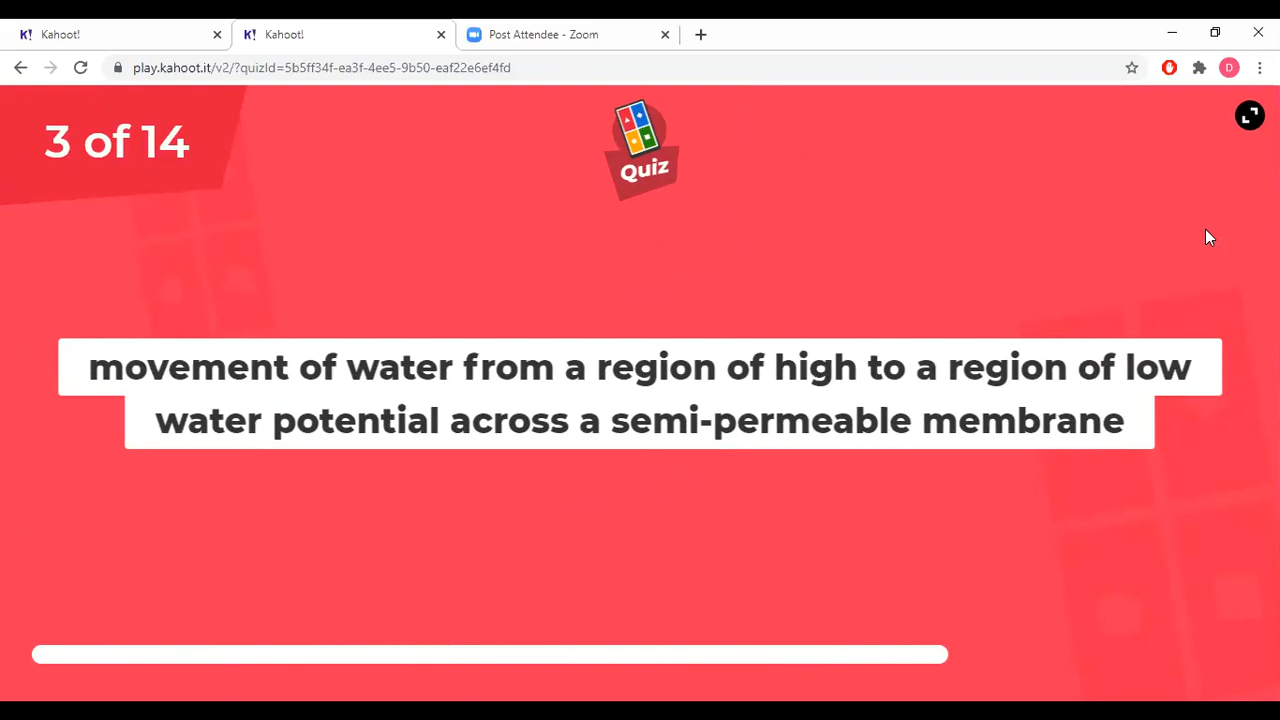 Kahoot!
Kahoot!
Post Attendee - Zoom
play.kahoot.it/v2/?quizId=5b5ff34f-ea3f-4ee5-9b50-eaf22e6ef4fd
D
3 of 14
Quiz
movement of water from a region of high to a region of low
water potential across a semi-permeable membrane